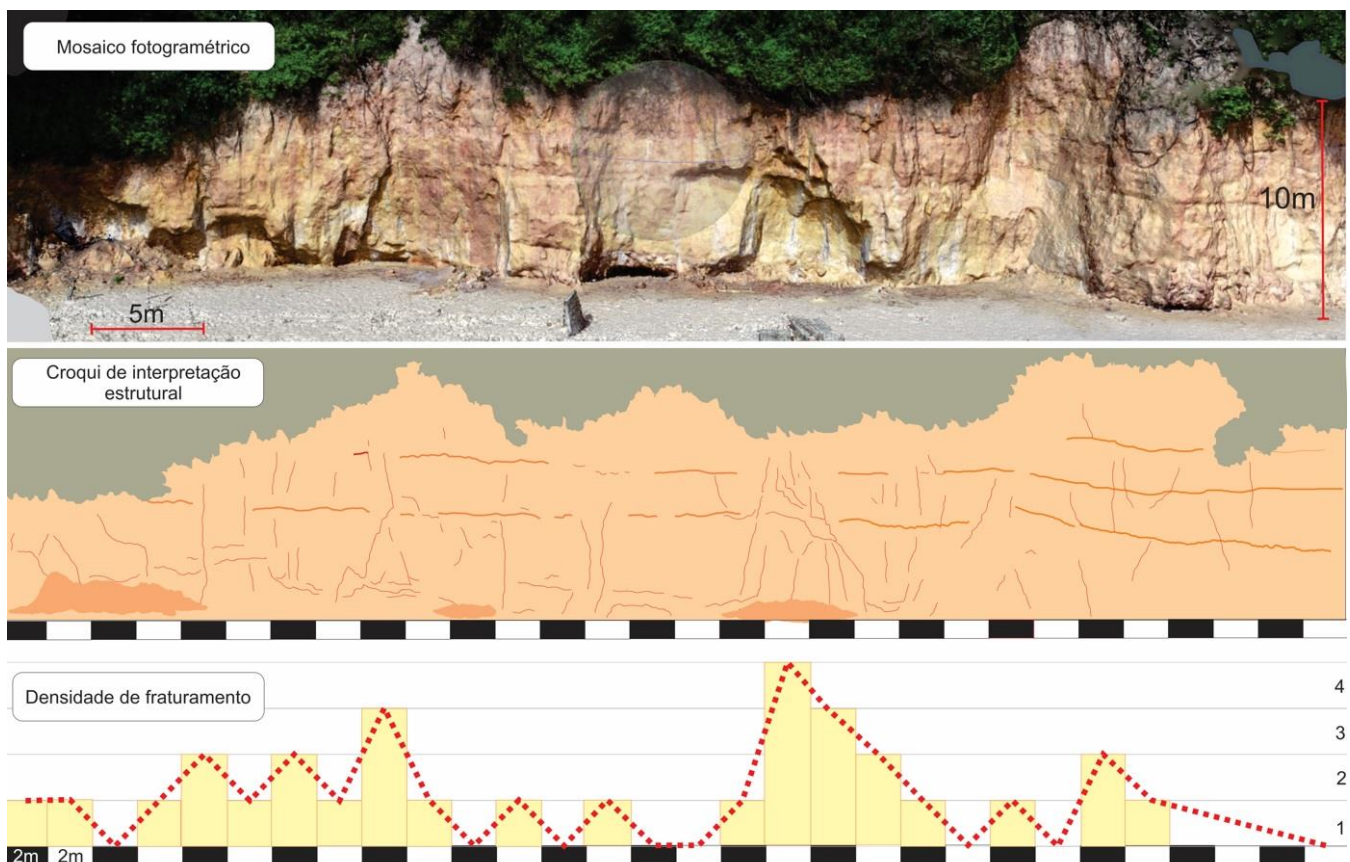 Mosaico fotogramétrico
10m
5m
Croqui de interpretação
estrutural
Densidade de fraturamento
4
3
2
1
2m 2m